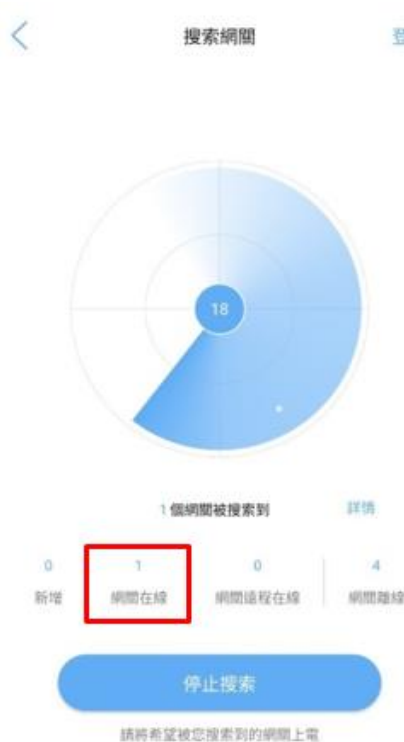 搜索網關
登
18
1 個網關被搜索到 詳情
0 1 0 4
新增 網關在線 網關遠程在線 網關離線
停止搜索
請將希望被您搜索到的網關上電